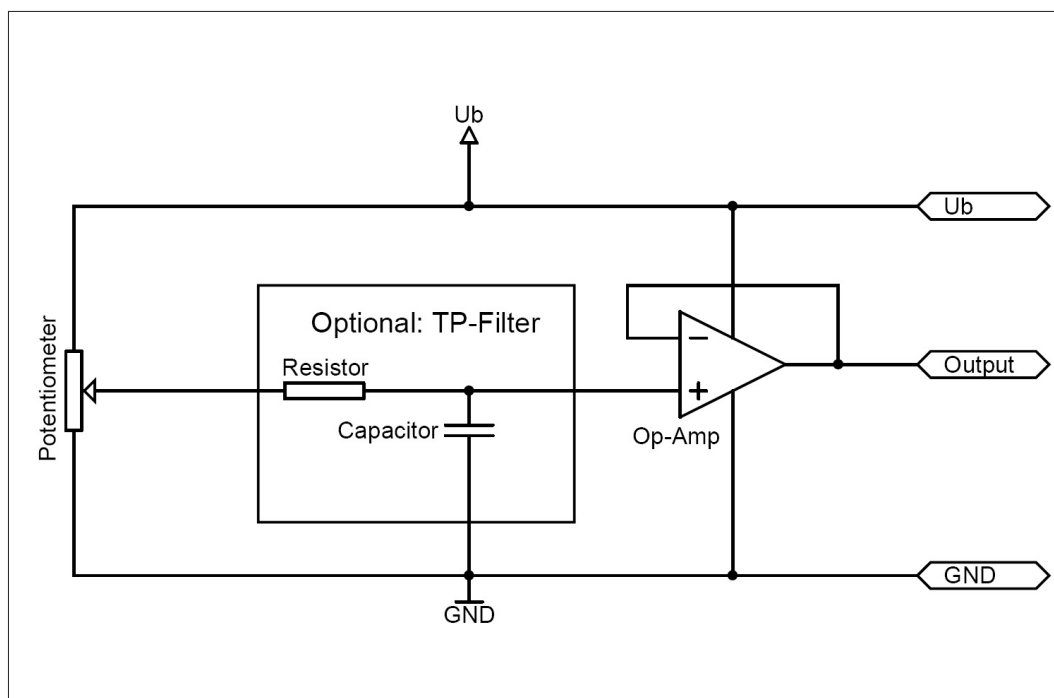 Ub
Ub
Optional: TP-Filter
Resistor
Potentiometer
Capacitor
−
+
Op-Amp
Output
GND
GND